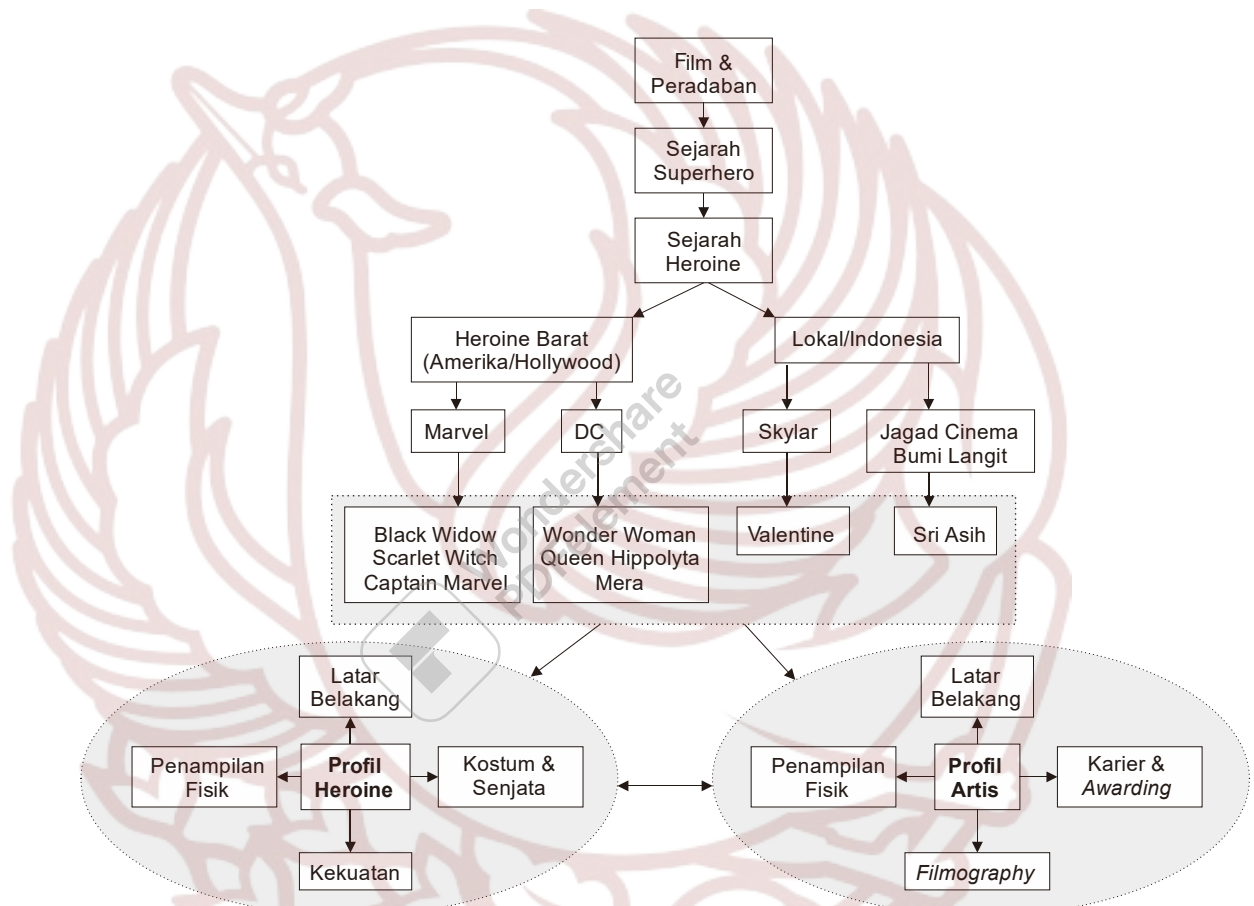 Film &
Peradaban
Sejarah
Superhero
Sejarah
Heroine
Heroine Barat
(Amerika/Hollywood)
Lokal/Indonesia
Marvel
DC
Skylar
Jagad Cinema
Bumi Langit
Black Widow
Scarlet Witch
Captain Marvel
Wonder Woman
Queen Hippolyta
Mera
Valentine
Sri Asih
Wondershare
PDFelement
Latar
Belakang
Penampilan
Fisik
Profil
Heroine
Kostum &
Senjata
Kekuatan
Latar
Belakang
Penampilan
Fisik
Profil
Artis
Karier &
Awarding
Filmography